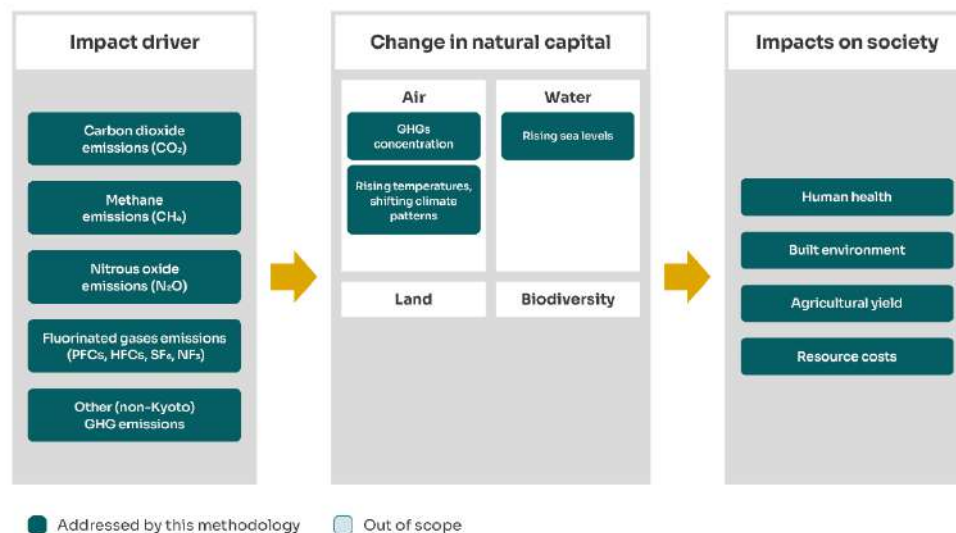 Impact driver
Carbon dioxide
emissions (CO₂)
Methane
emissions (CH₄)
Nitrous oxide
emissions (N₂O)
Fluorinated gases emissions
(PFCs, HFCs, SF₆, NF₃)
Other (non-Kyoto)
GHG emissions
Change in natural capital
Air
GHGs
concentration
Rising temperatures,
shifting climate
patterns
Water
Rising sea levels
Land
Biodiversity
Impacts on society
Human health
Built environment
Agricultural yield
Resource costs
Addressed by this methodology
Out of scope